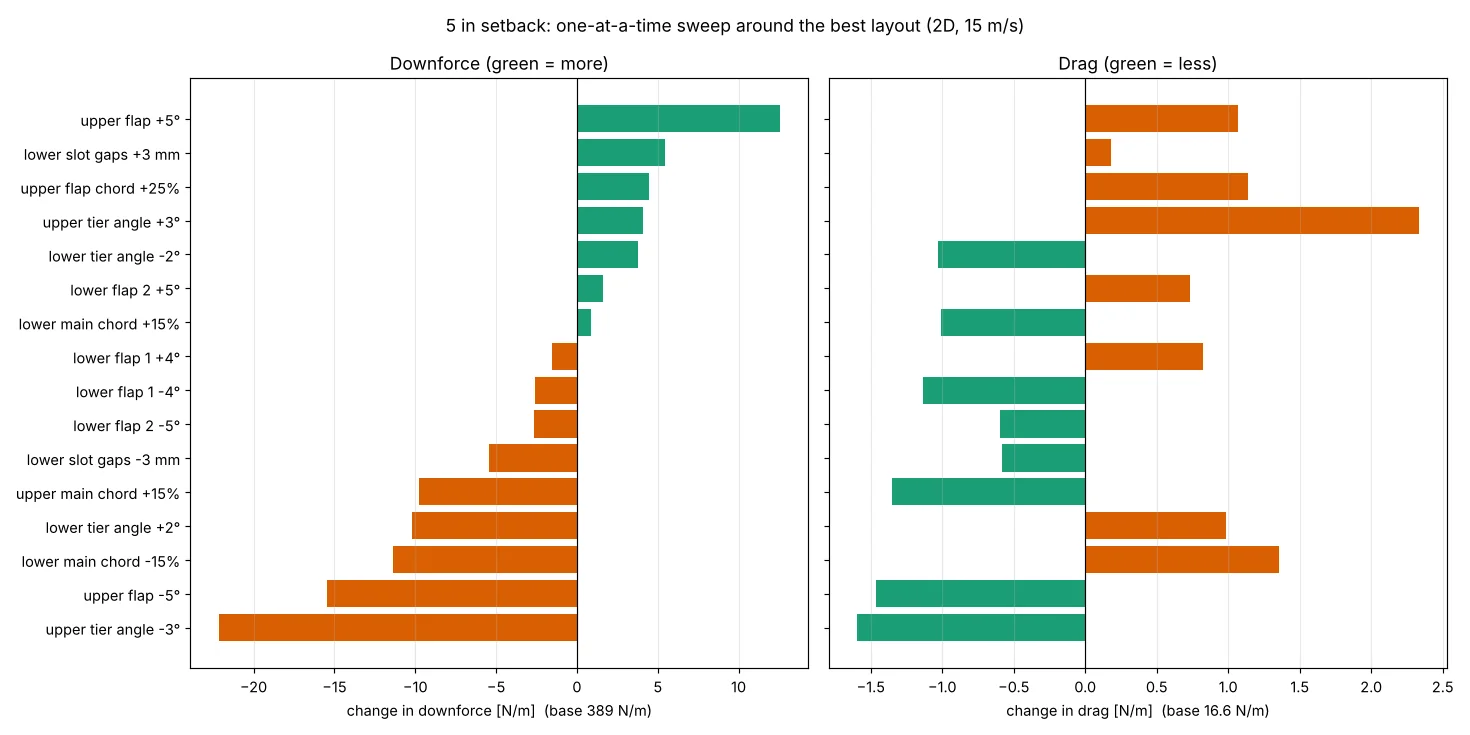 5 in setback: one-at-a-time sweep around the best layout (2D, 15 m/s)
Downforce (green = more)
Drag (green = less)
upper flap +5°
lower slot gaps +3 mm
upper flap chord +25%
upper tier angle +3°
lower tier angle -2°
lower flap 2 +5°
lower main chord +15%
lower flap 1 +4°
lower flap 1 -4°
lower flap 2 -5°
lower slot gaps -3 mm
upper main chord +15%
lower tier angle +2°
lower main chord -15%
upper flap -5°
upper tier angle -3°
−20 −15 −10 −5 0 5 10
−1.5 −1.0 −0.5 0.0 0.5 1.0 1.5 2.0 2.5
change in downforce [N/m]  (base 389 N/m)
change in drag [N/m]  (base 16.6 N/m)